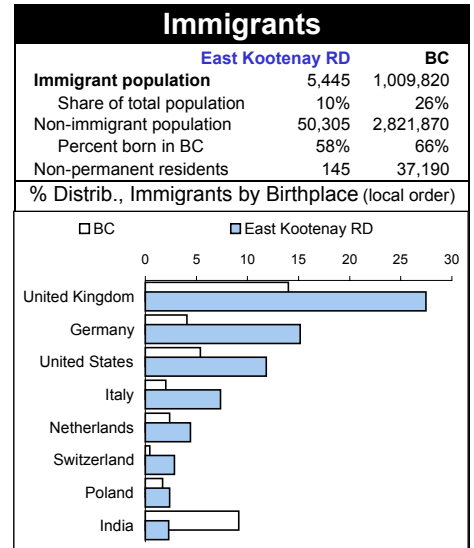 Immigrants
East Kootenay RD BC
Immigrant population 5,445 1,009,820
Share of total population 10% 26%
Non-immigrant population 50,305 2,821,870
Percent born in BC 58% 66%
Non-permanent residents 145 37,190
% Distrib., Immigrants by Birthplace (local order)
BC East Kootenay RD
0 5 10 15 20 25 30
United Kingdom
Germany
United States
Italy
Netherlands
Switzerland
Poland
India